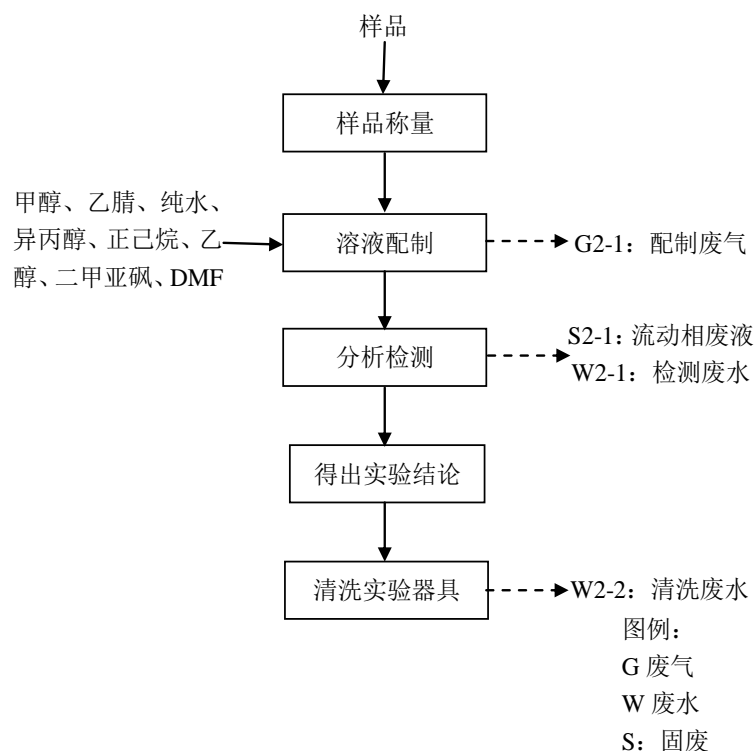 样品
样品称量
甲醇、乙腈、纯水、
异丙醇、正己烷、乙
醇、二甲亚砜、DMF
溶液配制
G2-1：配制废气
分析检测
S2-1：流动相废液
W2-1：检测废水
得出实验结论
清洗实验器具
W2-2：清洗废水
图例：
G 废气
W 废水
S：固废